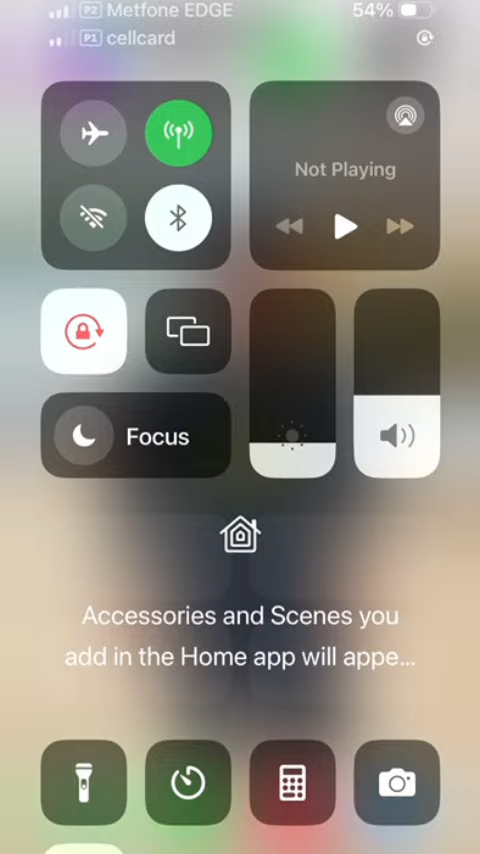 P2 Metfone EDGE 54%
P1 cellcard
Not Playing
Focus
Accessories and Scenes you
add in the Home app will appe...